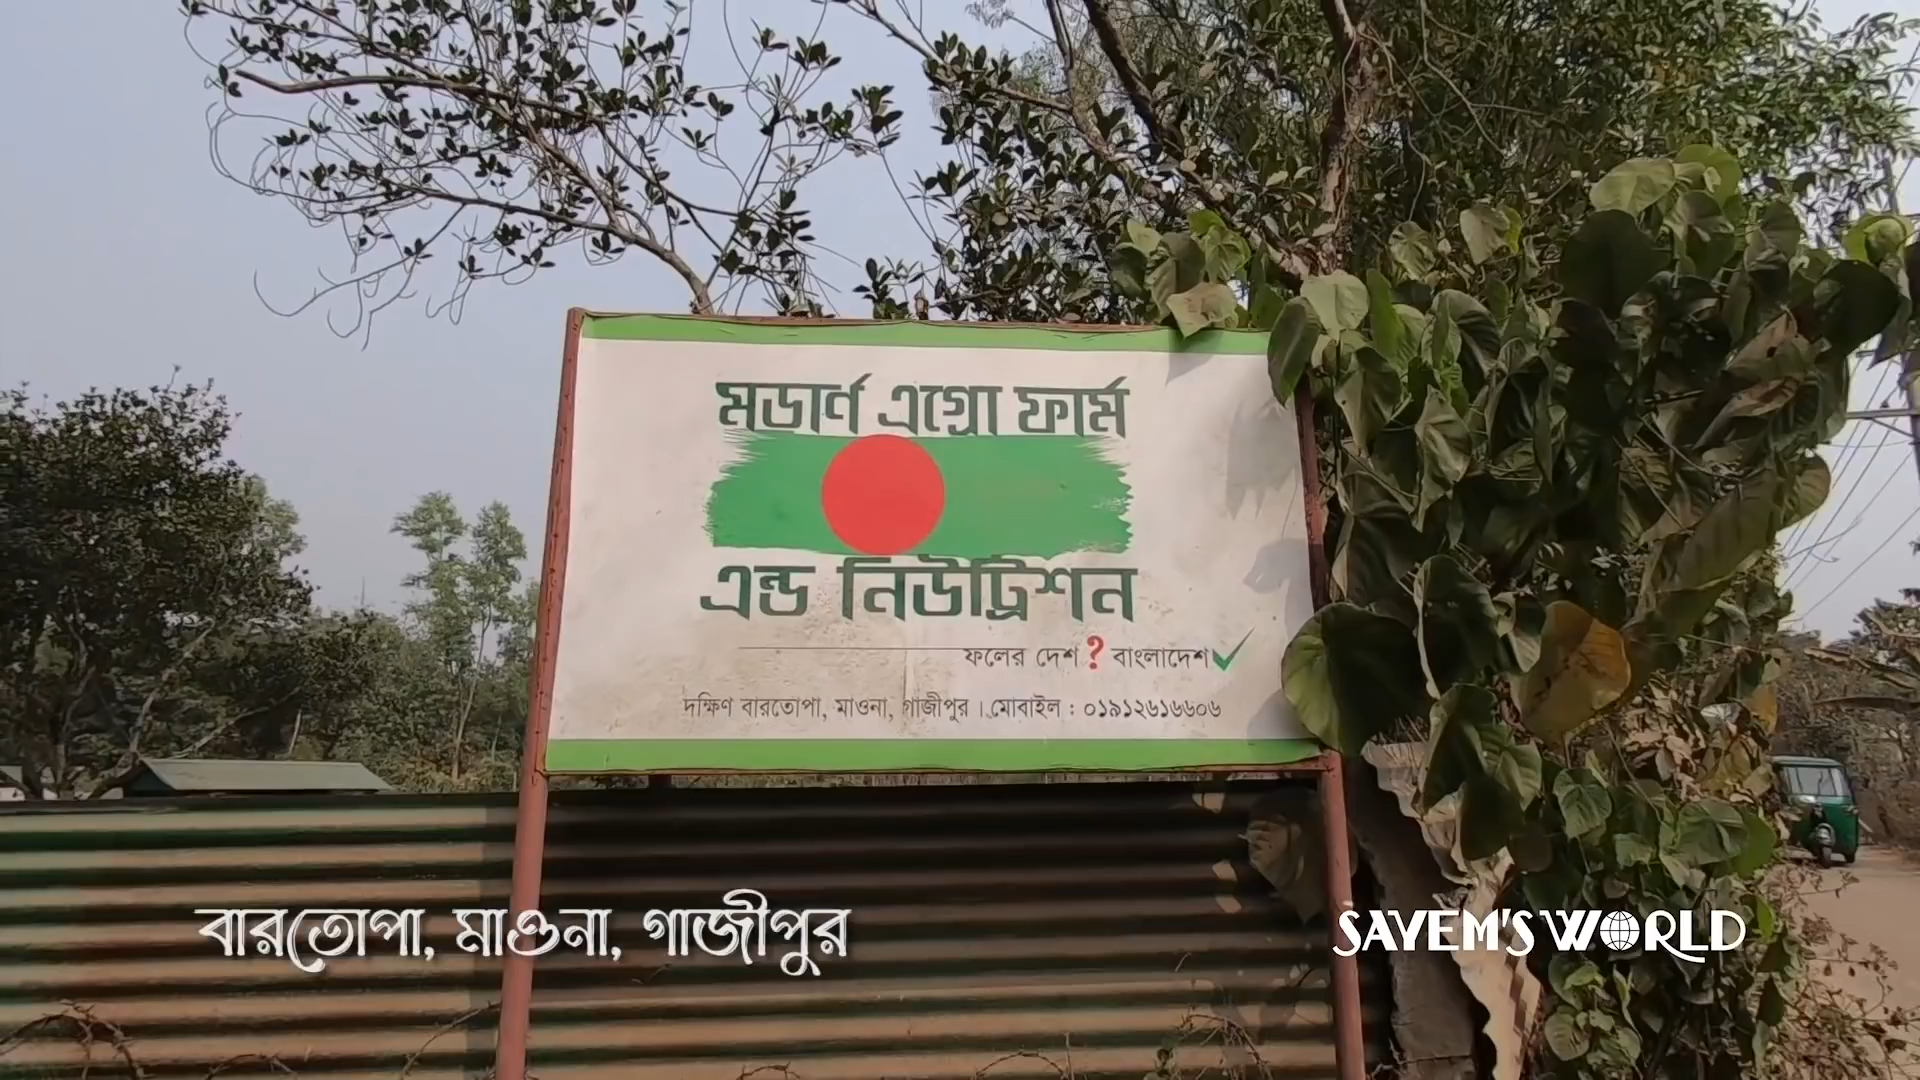 মডার্ণ এগ্রো ফার্ম
এন্ড নিউট্রিশন
ফলের দেশ ? বাংলাদেশ
দক্ষিণ বারতোপা, মাওনা, গাজীপুর । মোবাইল : ০১৯১২৬১৬৬০৬
বারতোপা, মাওনা, গাজীপুর
SAYEM'S WORLD